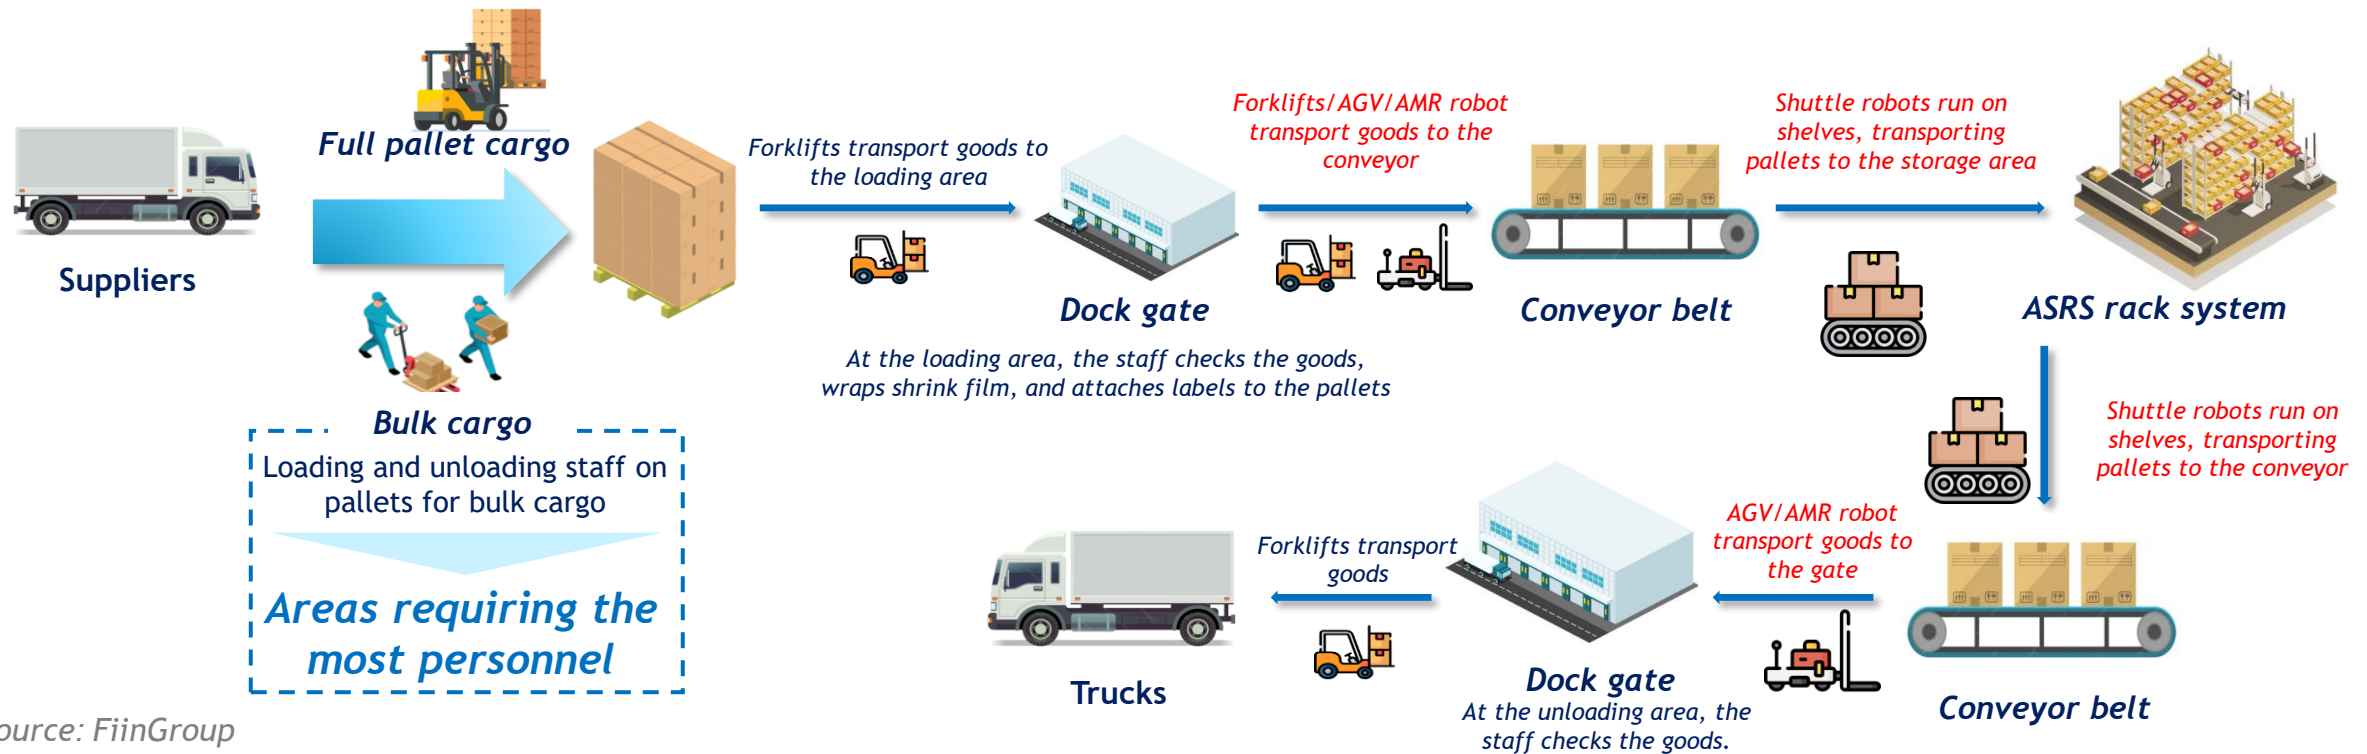 Full pallet cargo
Suppliers
Bulk cargo
Loading and unloading staff on
pallets for bulk cargo
Areas requiring the
most personnel
Forklifts transport goods to
the loading area
Dock gate
At the loading area, the staff checks the goods,
wraps shrink film, and attaches labels to the pallets
Forklifts/AGV/AMR robot
transport goods to the
conveyor
Conveyor belt
Shuttle robots run on
shelves, transporting
pallets to the storage area
ASRS rack system
Shuttle robots run on
shelves, transporting
pallets to the conveyor
Conveyor belt
AGV/AMR robot
transport goods to
the gate
Dock gate
At the unloading area, the
staff checks the goods.
Forklifts transport
goods
Trucks
ource: FiinGroup